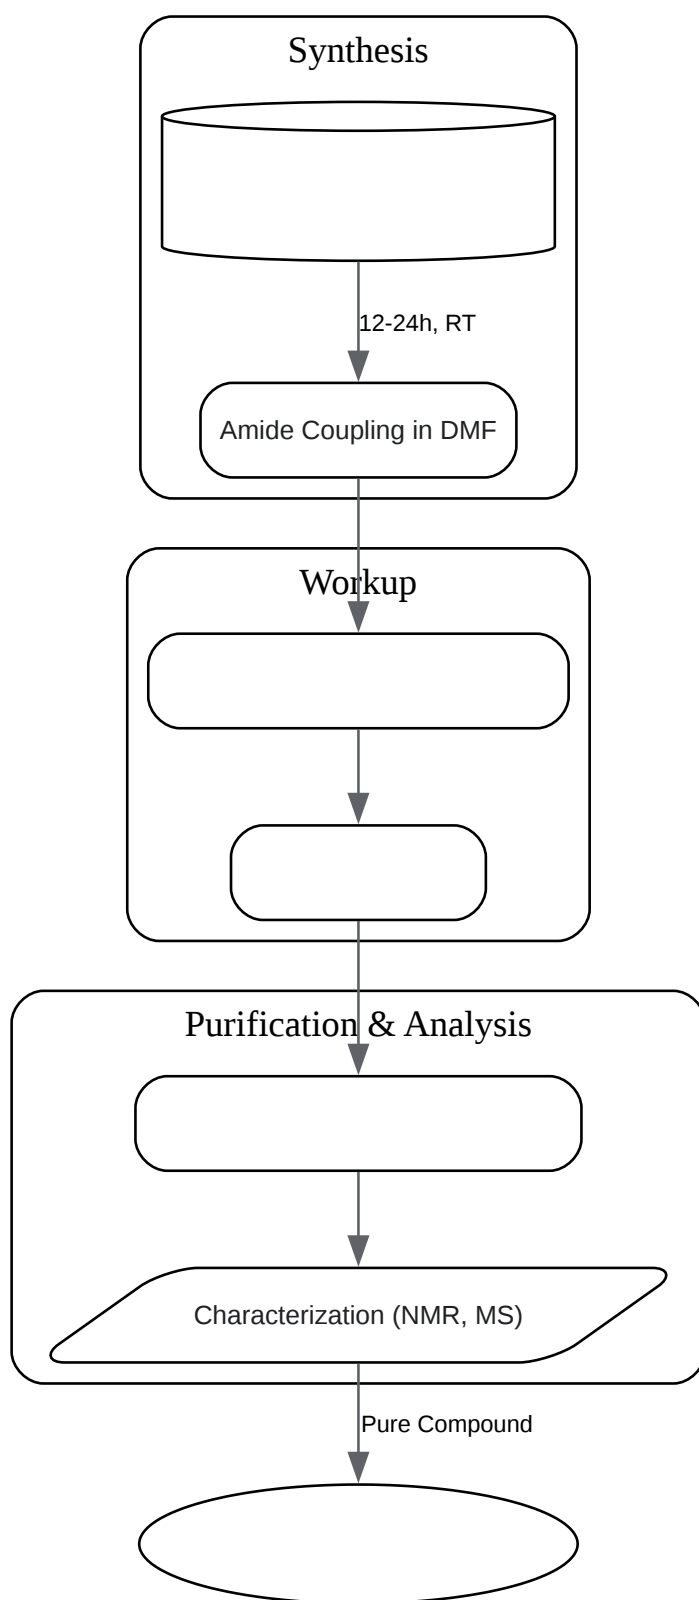 Synthesis
12-24h, RT
Amide Coupling in DMF
Workup
Purification & Analysis
Characterization (NMR, MS)
Pure Compound